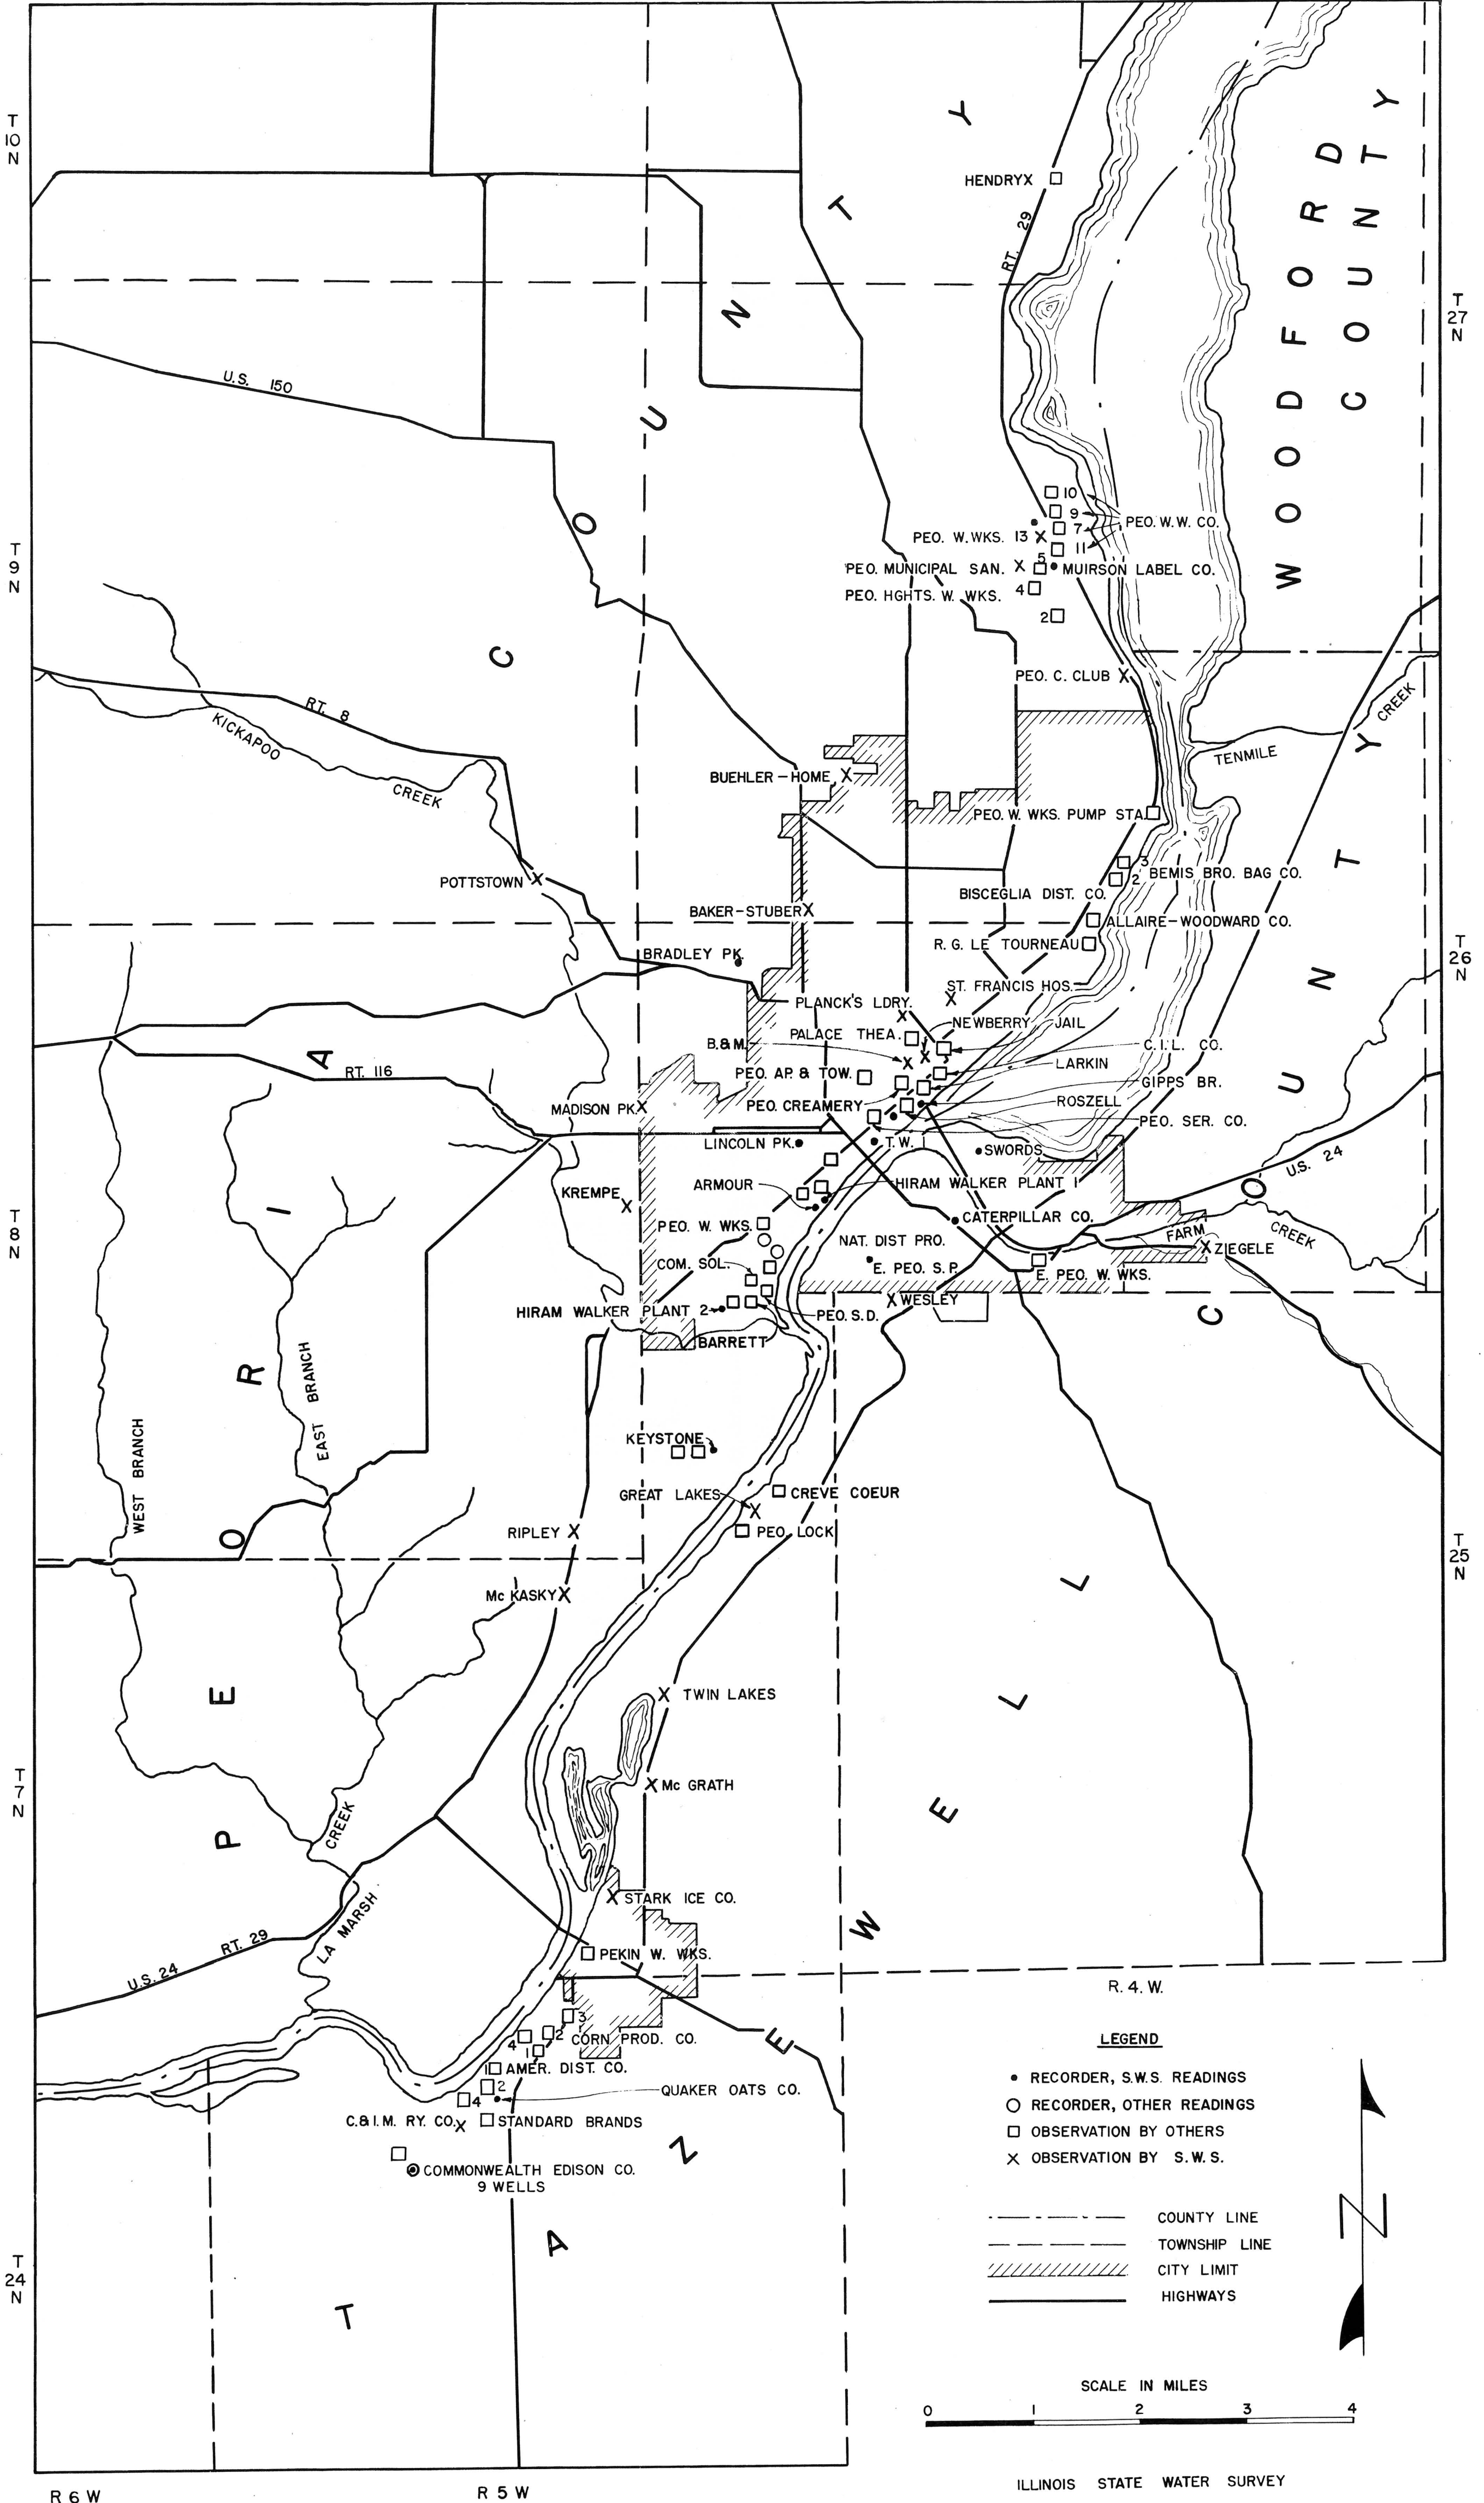 T
10
N
T
9
N
T
8
N
T
7
N
T
24
N
T
27
N
T
26
N
T
25
N
PEORIA COUNTY
WOODFORD
COUNTY
TAZEWELL COUNTY
HENDRYX
RT. 29
U.S. 150
10
9
7
11
PEO. W.W. CO.
PEO. W.WKS. 13
PEO. MUNICIPAL SAN.
5
MUIRSON LABEL CO.
PEO. HGHTS. W. WKS.
4
2
PEO. C. CLUB
RT. 8
KICKAPOO
CREEK
TENMILE
CREEK
BUEHLER-HOME
PEO. W. WKS. PUMP STA.
3
2
BEMIS BRO. BAG CO.
POTTSTOWN
BISCEGLIA DIST. CO.
BAKER-STUBER
ALLAIRE-WOODWARD CO.
R. G. LE TOURNEAU
BRADLEY PK.
ST. FRANCIS HOS.
PLANCK'S LDRY.
NEWBERRY
JAIL
PALACE THEA.
B.&M.
C.I.L. CO.
LARKIN
RT. 116
PEO. AP. & TOW.
GIPPS BR.
MADISON PK.
PEO. CREAMERY
ROSZELL
PEO. SER. CO.
LINCOLN PK.
T.W.
SWORDS
U.S. 24
ARMOUR
HIRAM WALKER PLANT 1
KREMPE
CATERPILLAR CO.
PEO. W. WKS.
NAT. DIST PRO.
FARM
CREEK
ZIEGELE
COM. SOL.
E. PEO. S.P.
E. PEO. W. WKS.
HIRAM WALKER PLANT 2
WESLEY
PEO. S.D.
BARRETT
WEST BRANCH
EAST BRANCH
KEYSTONE
GREAT LAKES
CREVE COEUR
RIPLEY
PEO. LOCK
Mc KASKY
TWIN LAKES
Mc GRATH
CREEK
LA MARSH
STARK ICE CO.
RT. 29
U.S. 24
PEKIN W. WKS.
R. 4. W.
3
2
4
1
CORN PROD. CO.
1
AMER. DIST. CO.
2
QUAKER OATS CO.
4
C.& I. M. RY. CO.
STANDARD BRANDS
COMMONWEALTH EDISON CO.
9 WELLS
LEGEND
RECORDER, S.W.S. READINGS
RECORDER, OTHER READINGS
OBSERVATION BY OTHERS
OBSERVATION BY S.W.S.
COUNTY LINE
TOWNSHIP LINE
CITY LIMIT
HIGHWAYS
N
SCALE IN MILES
0 1 2 3 4
R 6 W
R 5 W
ILLINOIS STATE WATER SURVEY